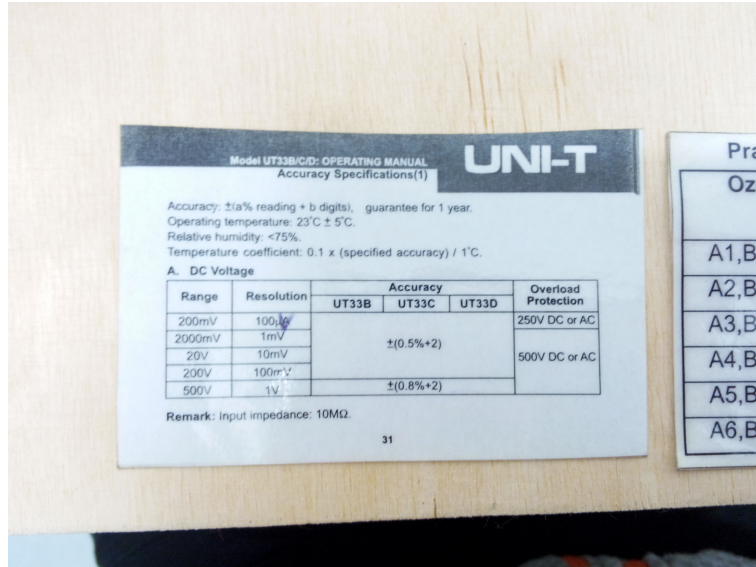 UNI-T
Model UT33B/C/D: OPERATING MANUAL
Accuracy Specifications(1)
Accuracy: ±(a% reading + b digits), guarantee for 1 year.
Operating temperature: 23°C ± 5°C.
Relative humidity: <75%.
Temperature coefficient: 0.1 x (specified accuracy) / 1°C.
A. DC Voltage
Range Resolution Accuracy Overload Protection
UT33B UT33C UT33D
200mV 100µV ±(0.5%+2) 250V DC or AC
2000mV 1mV 500V DC or AC
20V 10mV
200V 100mV
500V 1V ±(0.8%+2)
Remark: Input impedance: 10MΩ.
31
Pra
Oz
A1,B
A2,B
A3,B
A4,B
A5,B
A6,B